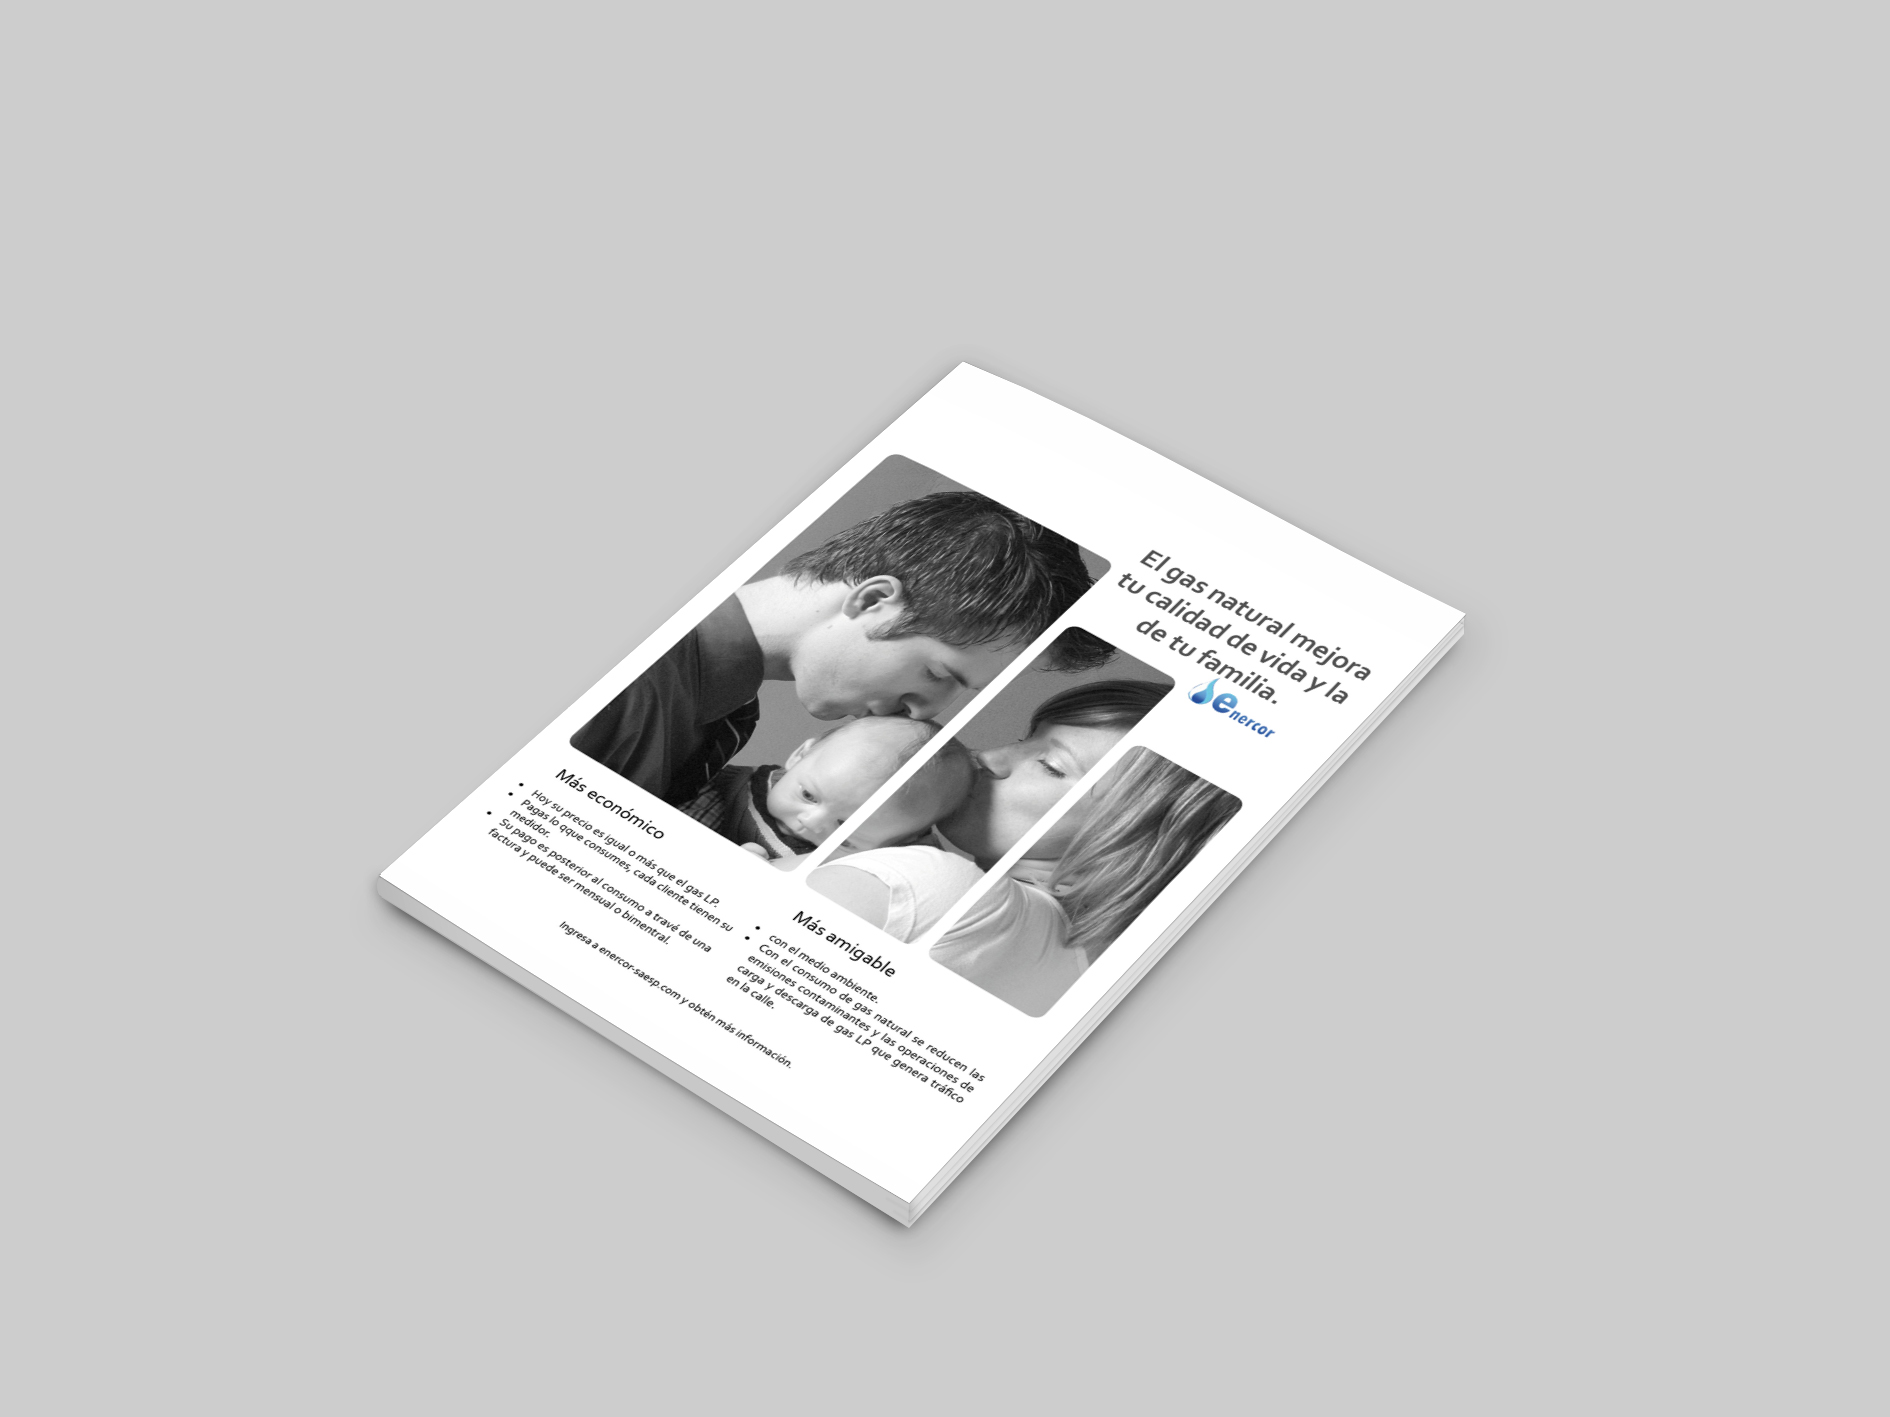 El gas natural mejora
tu calidad de vida y la
de tu familia.
enercor
Más económico
• Hoy su precio es igual o más que el gas LP.
• Pagas lo qque consumes, cada cliente tienen su
medidor.
• Su pago es posterior al consumo a travé de una
factura y puede ser mensual o bimentral.
Más amigable
• con el medio ambiente.
• Con el consumo de gas natural se reducen las
emisiones contaminantes y las operaciones de
carga y descarga de gas LP que genera tráfico
en la calle.
Ingresa a enercor-saesp.com y obtén más información.